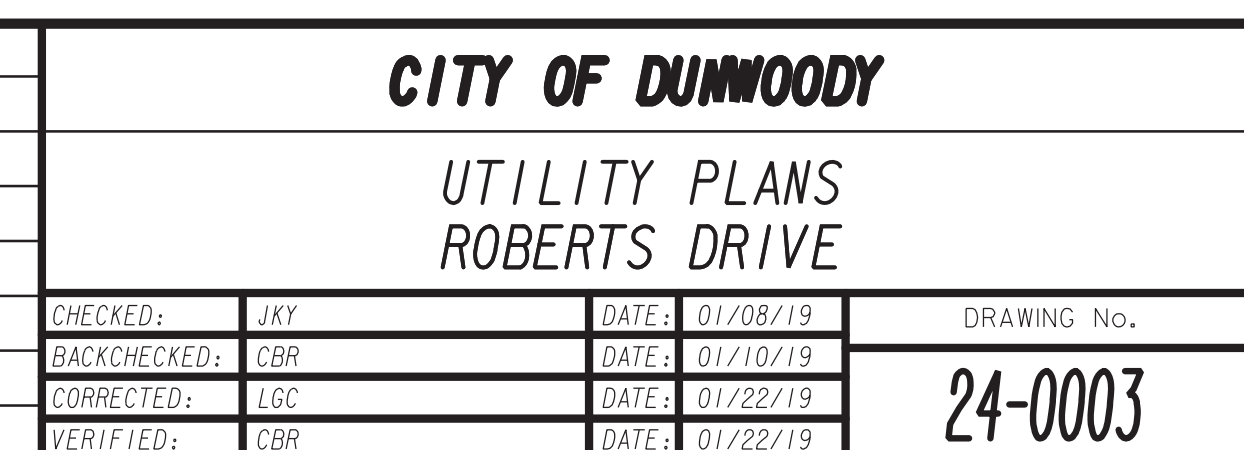 CITY OF DUNWOODY
UTILITY PLANS
ROBERTS DRIVE
CHECKED: JKY DATE: 01/08/19
BACKCHECKED: CBR DATE: 01/10/19
CORRECTED: LGC DATE: 01/22/19
VERIFIED: CBR DATE: 01/22/19
DRAWING No.
24-0003